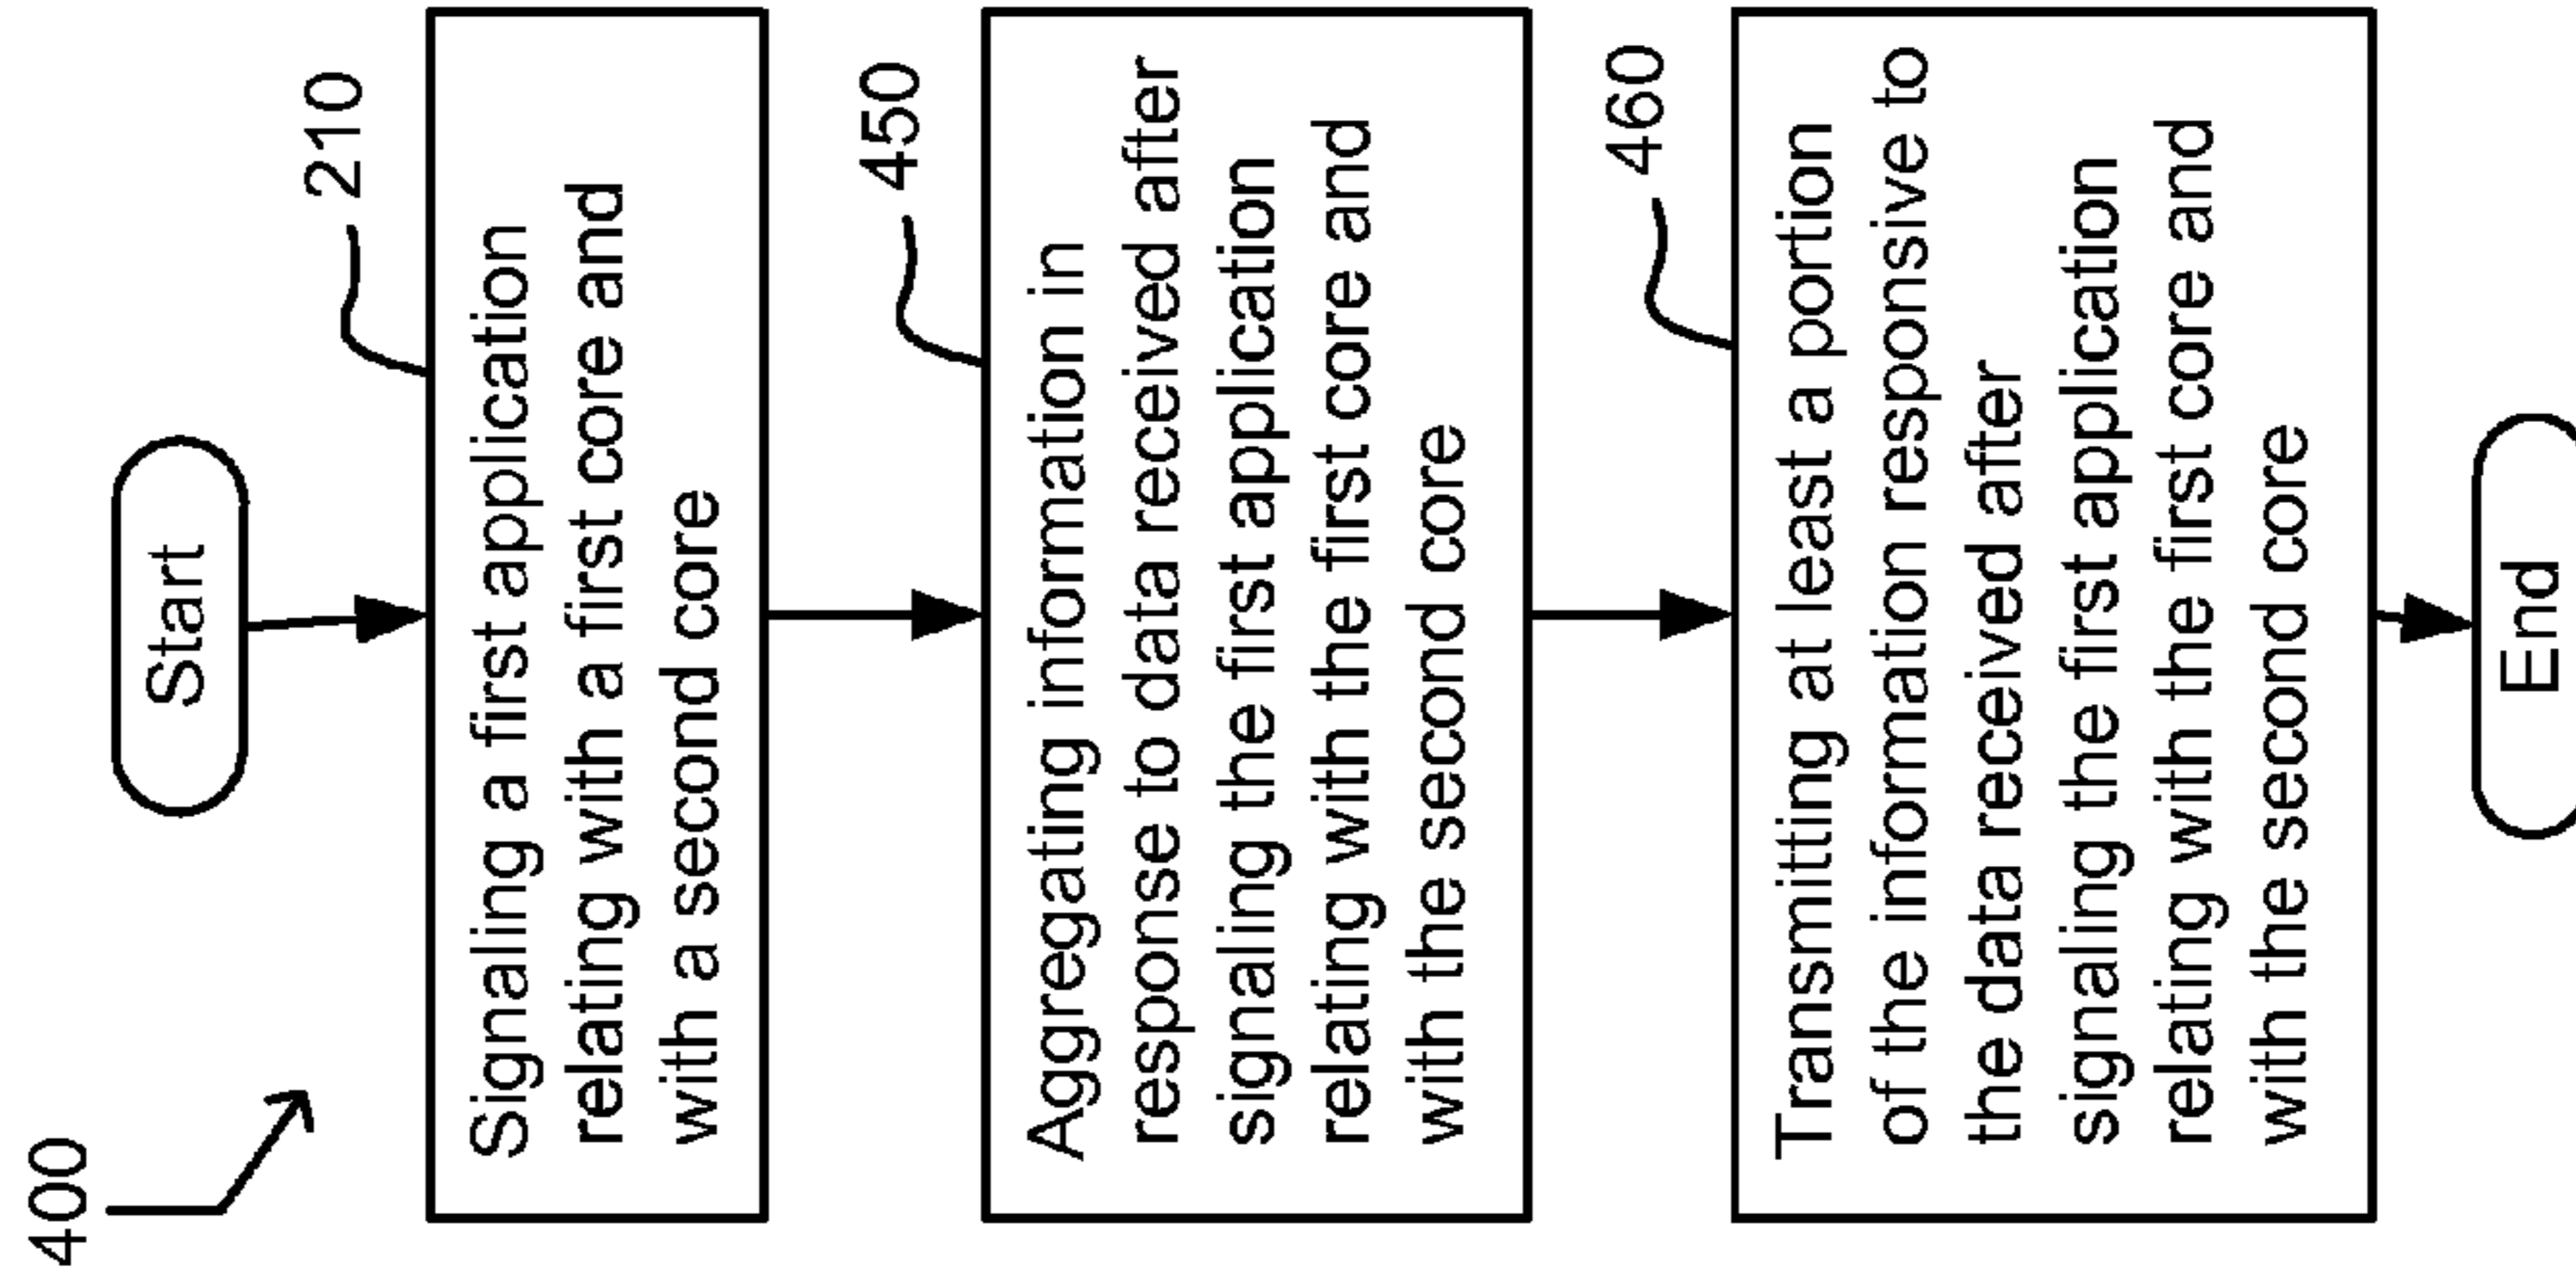 400
Start
210
Signaling a first application
relating with a first core and
with a second core
450
Aggregating information in
response to data received after
signaling the first application
relating with the first core and
with the second core
460
Transmitting at least a portion
of the information responsive to
the data received after
signaling the first application
relating with the first core and
with the second core
End